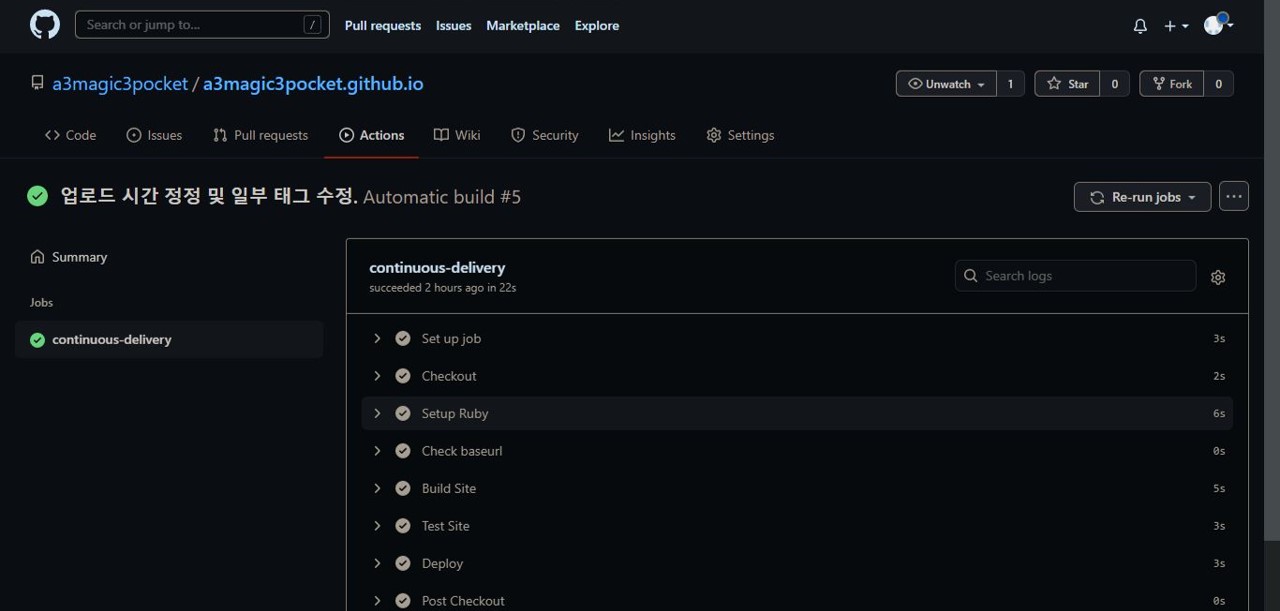 Search or jump to... / Pull requests Issues Marketplace Explore
a3magic3pocket / a3magic3pocket.github.io Unwatch 1 Star 0 Fork 0
Code Issues Pull requests Actions Wiki Security Insights Settings
업로드 시간 정정 및 일부 태그 수정. Automatic build #5 Re-run jobs ...
Summary
Jobs
continuous-delivery
continuous-delivery
succeeded 2 hours ago in 22s
Search logs
Set up job 3s
Checkout 2s
Setup Ruby 6s
Check baseurl 0s
Build Site 5s
Test Site 3s
Deploy 3s
Post Checkout 0s